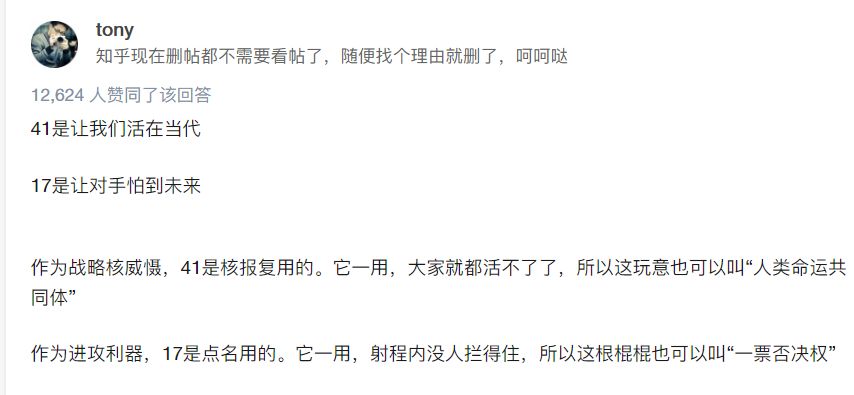 tony
知乎现在删帖都不需要看帖了，随便找个理由就删了，呵呵哒
12,624 人赞同了该回答
41是让我们活在当代
17是让对手怕到未来
作为战略核威慑，41是核报复用的。它一用，大家就都活不了了，所以这玩意也可以叫“人类命运共
同体”
作为进攻利器，17是点名用的。它一用，射程内没人拦得住，所以这根棍棍也可以叫“一票否决权”